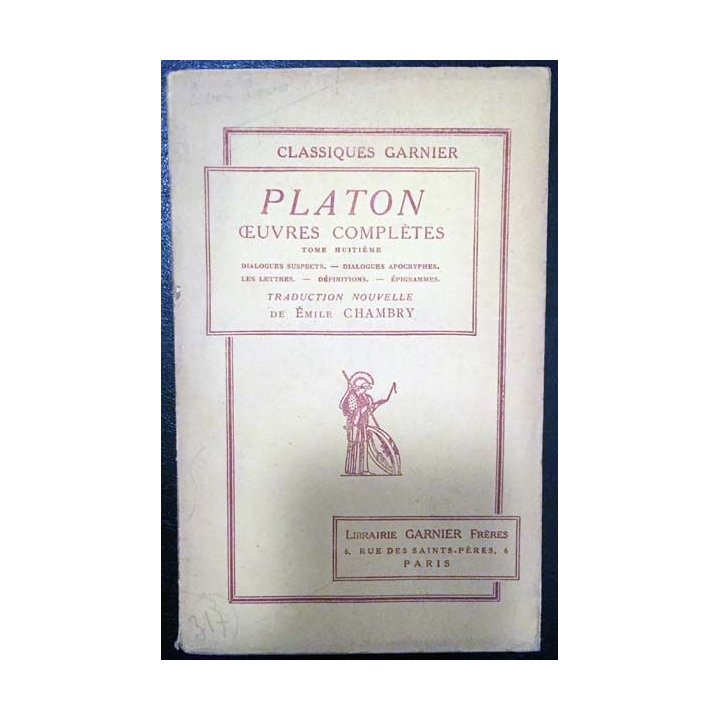 CLASSIQUES GARNIER
PLATON
ŒUVRES COMPLÈTES
TOME HUITIÈME
DIALOGUES SUSPECTS. — DIALOGUES APOCRYPHES.
LES LETTRES. — DÉFINITIONS. — ÉPIGRAMMES.
TRADUCTION NOUVELLE
DE ÉMILE CHAMBRY
LIBRAIRIE GARNIER FRÈRES
6, RUE DES SAINTS-PÈRES, 6
PARIS
317